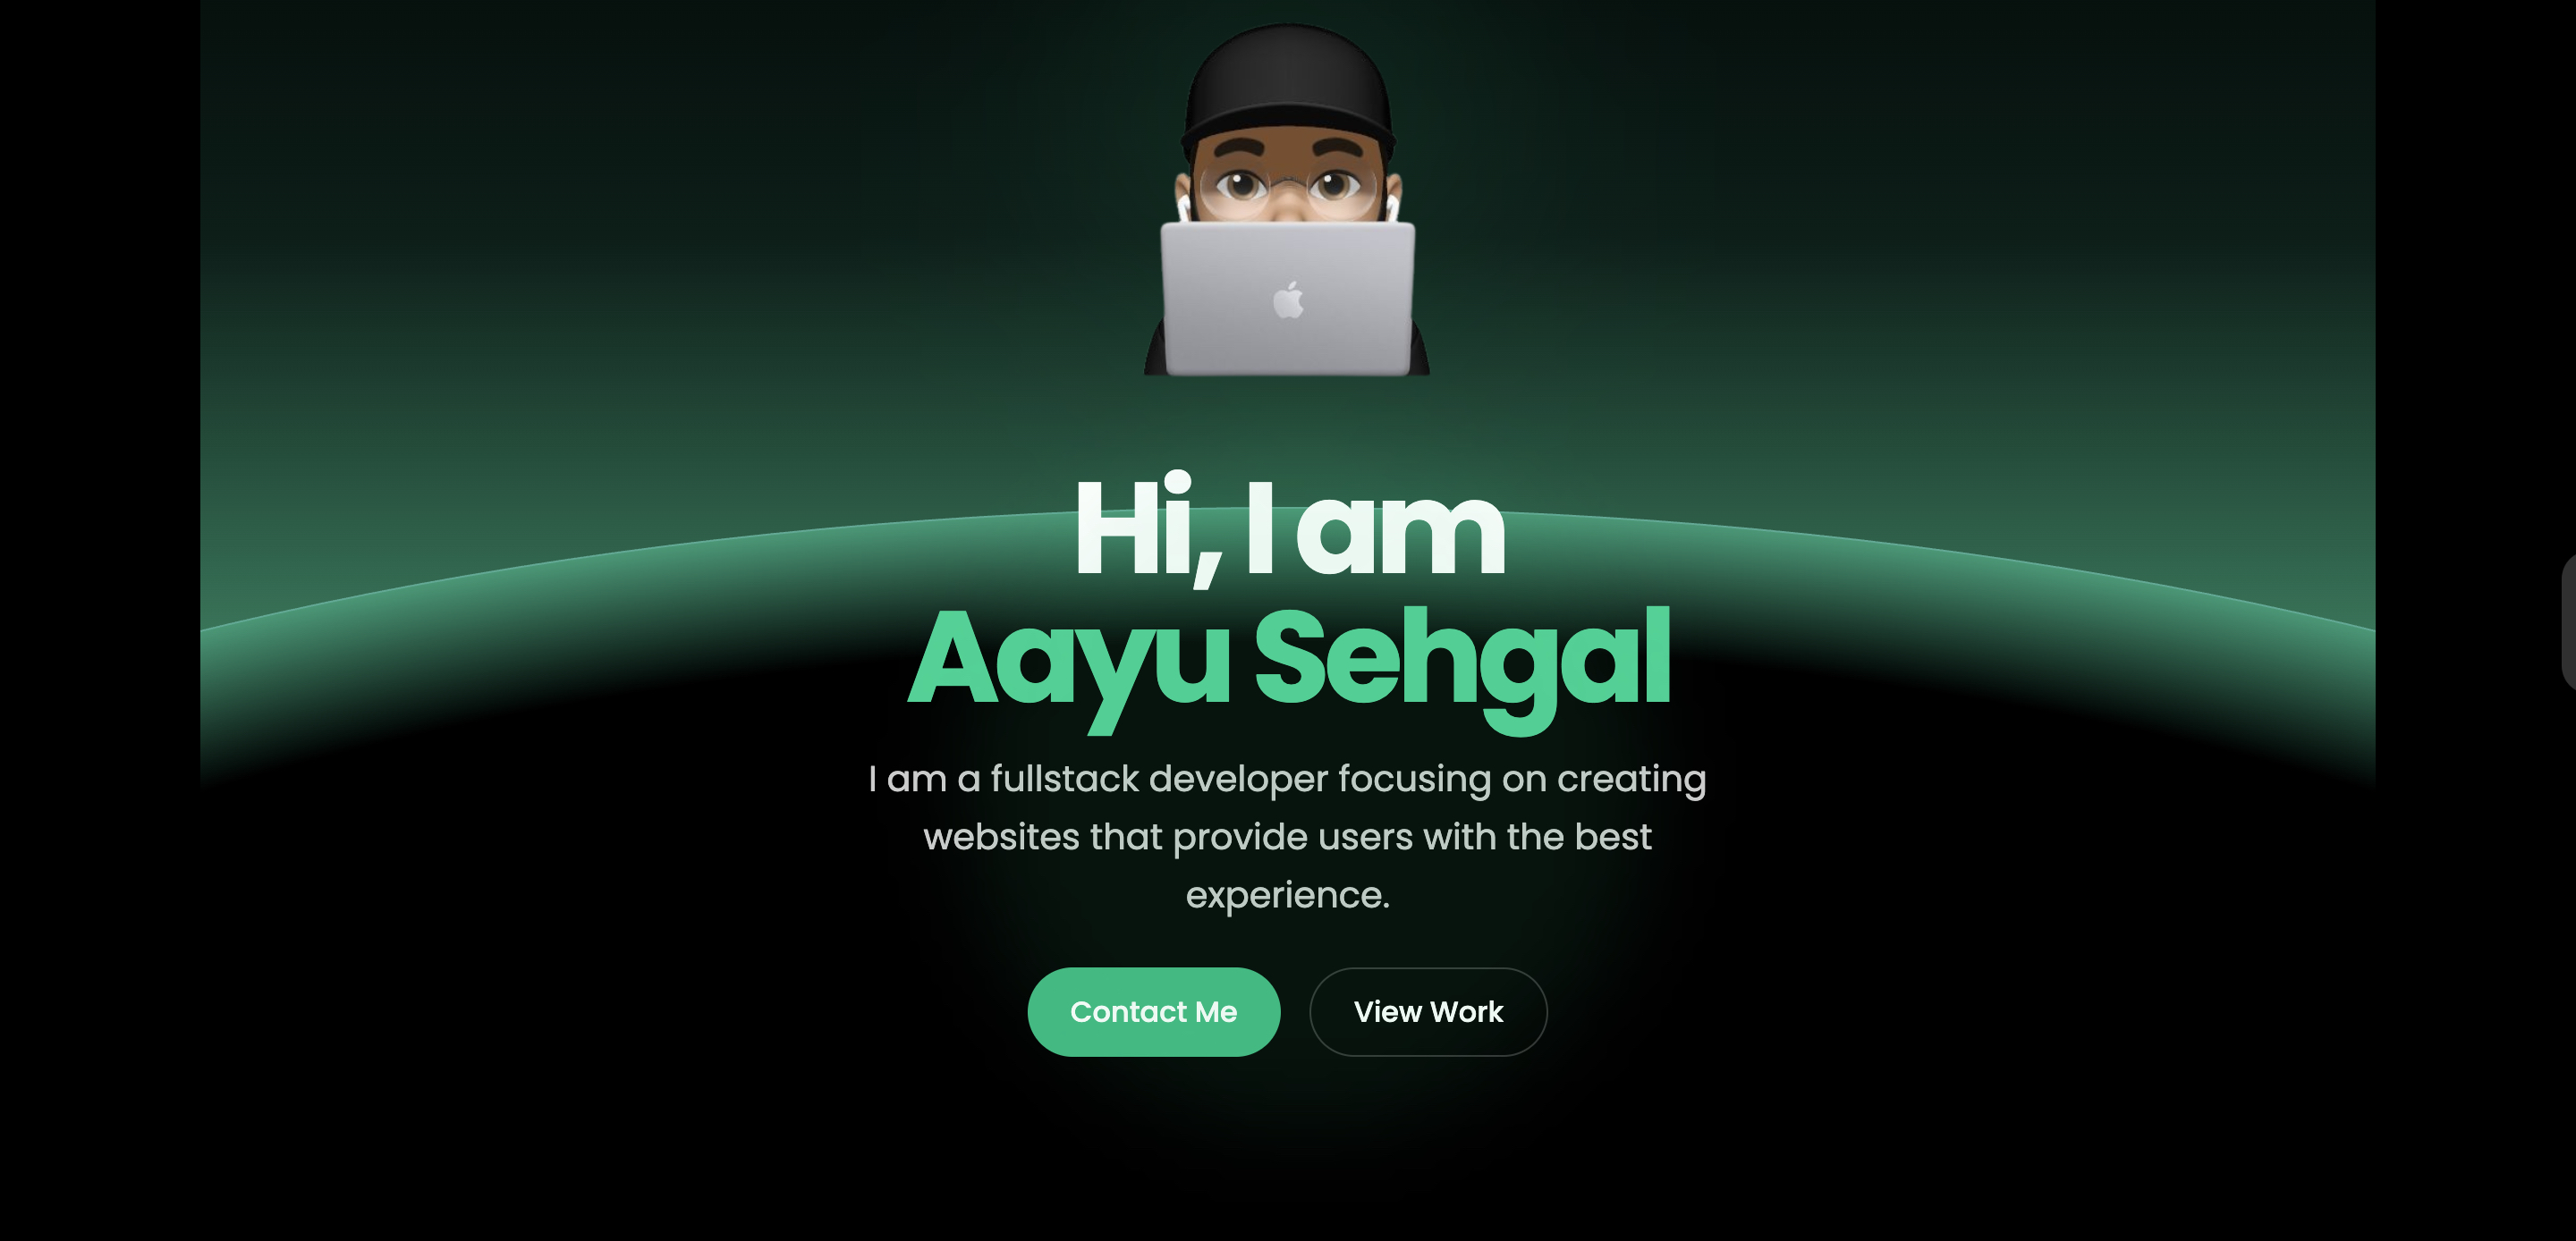 Hi, I am
Aayu Sehgal
I am a fullstack developer focusing on creating
websites that provide users with the best
experience.
Contact Me
View Work